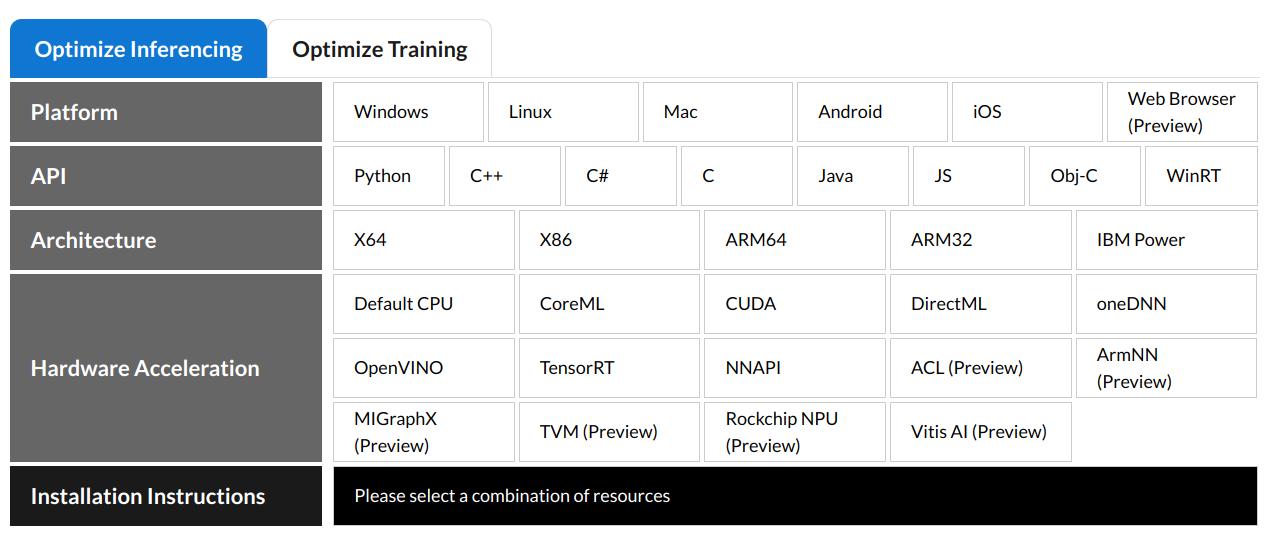 Optimize Inferencing
Optimize Training
Platform
Windows
Linux
Mac
Android
iOS
Web Browser
(Preview)
API
Python
C++
C#
C
Java
JS
Obj-C
WinRT
Architecture
X64
X86
ARM64
ARM32
IBM Power
Hardware Acceleration
Default CPU
CoreML
CUDA
DirectML
oneDNN
OpenVINO
TensorRT
NNAPI
ACL (Preview)
ArmNN
(Preview)
MIGraphX
(Preview)
TVM (Preview)
Rockchip NPU
(Preview)
Vitis AI (Preview)
Installation Instructions
Please select a combination of resources